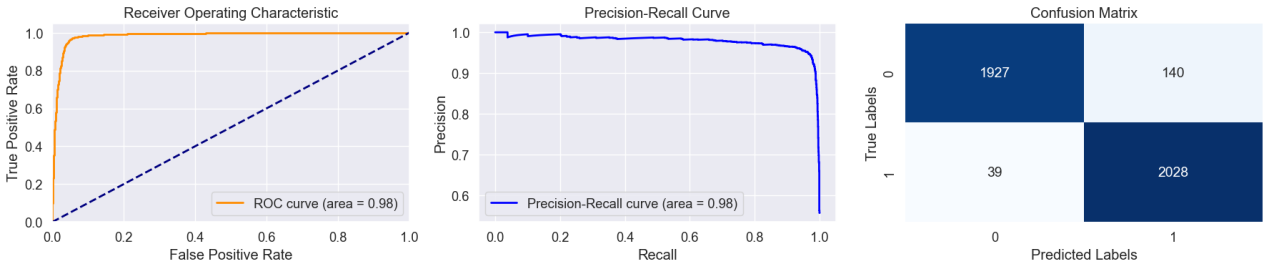 Receiver Operating Characteristic
True Positive Rate
1.0
0.8
0.6
0.4
0.2
0.0
ROC curve (area = 0.98)
0.0 0.2 0.4 0.6 0.8 1.0
False Positive Rate
Precision-Recall Curve
Precision
1.0
0.9
0.8
0.7
0.6
Precision-Recall curve (area = 0.98)
0.0 0.2 0.4 0.6 0.8 1.0
Recall
Confusion Matrix
True Labels
0
1927 140
1
39 2028
0 1
Predicted Labels